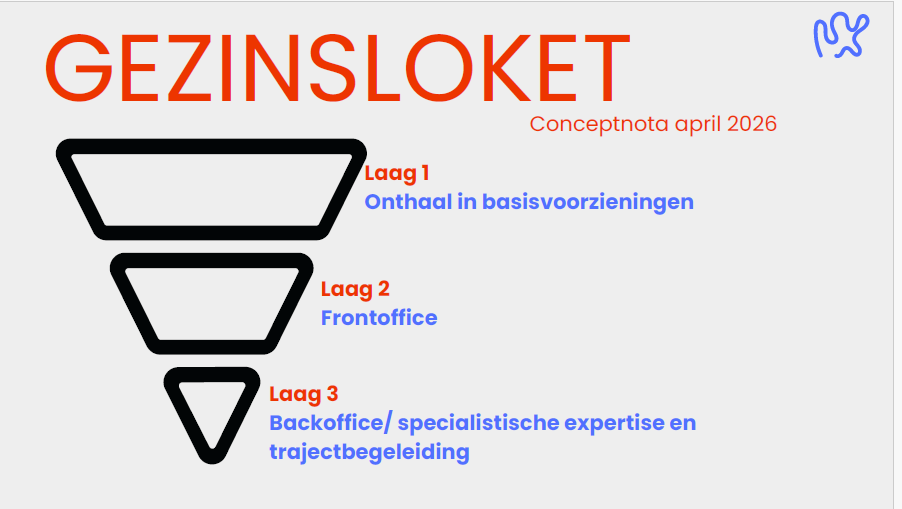 GEZINSLOKET
Conceptnota april 2026
Laag 1
Onthaal in basisvoorzieningen
Laag 2
Frontoffice
Laag 3
Backoffice/ specialistische expertise en
trajectbegeleiding